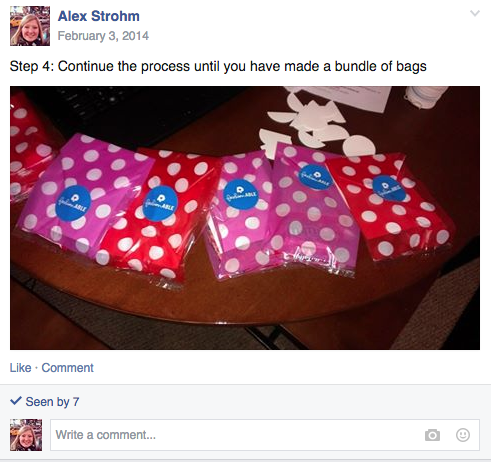 Alex Strohm
February 3, 2014
Step 4: Continue the process until you have made a bundle of bags
Like · Comment
Seen by 7
Write a comment...